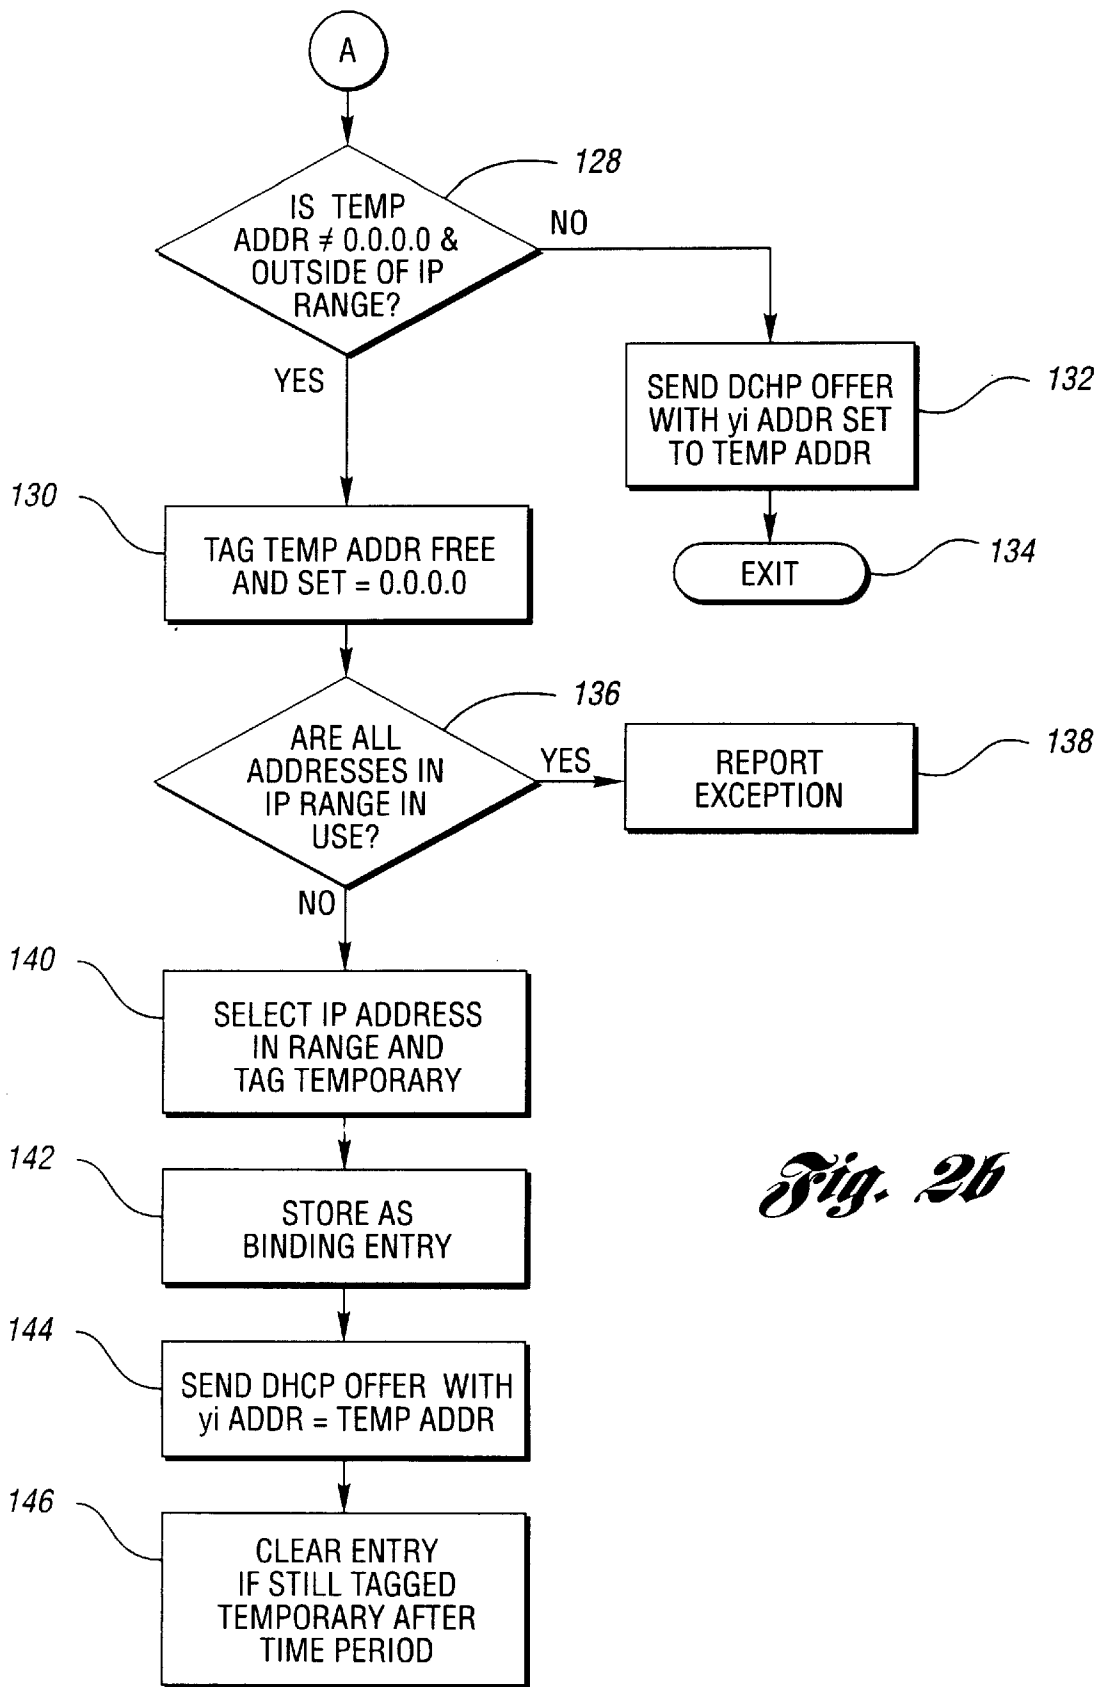 A
128
IS TEMP
ADDR ≠ 0.0.0.0 &
OUTSIDE OF IP
RANGE?
NO
YES
SEND DCHP OFFER
WITH yi ADDR SET
TO TEMP ADDR
132
130
TAG TEMP ADDR FREE
AND SET = 0.0.0.0
EXIT
134
136
ARE ALL
ADDRESSES IN
IP RANGE IN
USE?
YES
REPORT
EXCEPTION
138
NO
140
SELECT IP ADDRESS
IN RANGE AND
TAG TEMPORARY
142
STORE AS
BINDING ENTRY
Fig. 2b
144
SEND DHCP OFFER WITH
yi ADDR = TEMP ADDR
146
CLEAR ENTRY
IF STILL TAGGED
TEMPORARY AFTER
TIME PERIOD